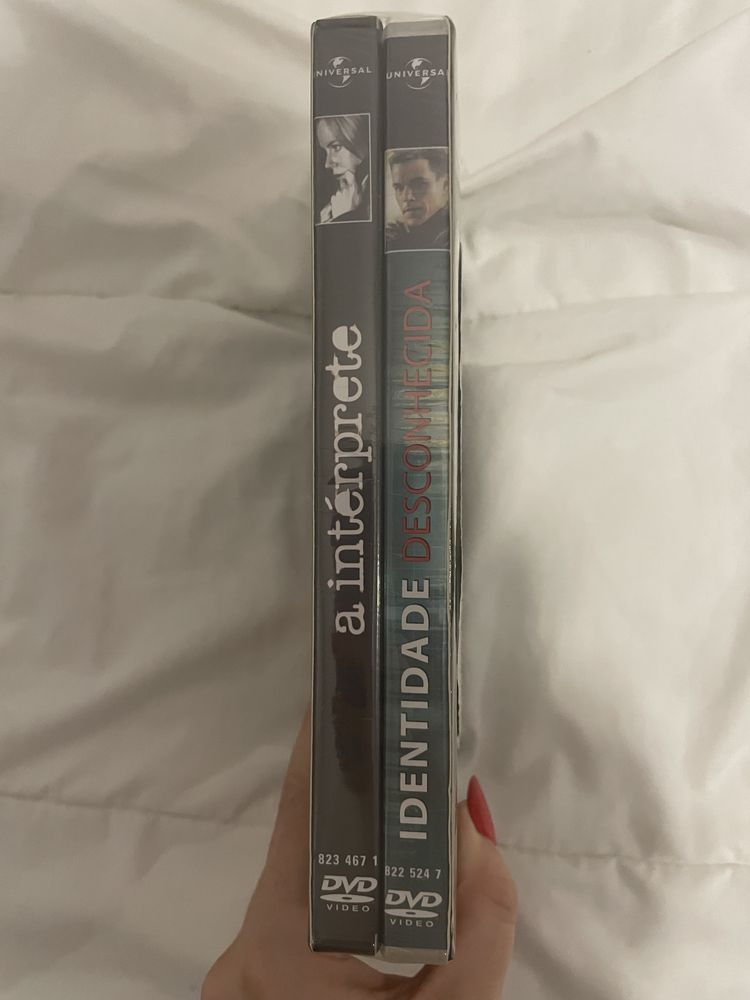 UNIVERSAL
a intérprete
823 467 1
DVD
VIDEO
UNIVERSAL
IDENTIDADE DESCONHECIDA
822 524 7
DVD
VIDEO